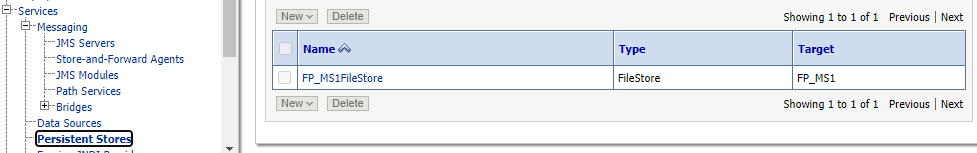 Services
Messaging
JMS Servers
Store-and-Forward Agents
JMS Modules
Path Services
Bridges
Data Sources
Persistent Stores
New Delete Showing 1 to 1 of 1 Previous | Next
Name Type Target
FP_MS1FileStore FileStore FP_MS1
New Delete Showing 1 to 1 of 1 Previous | Next